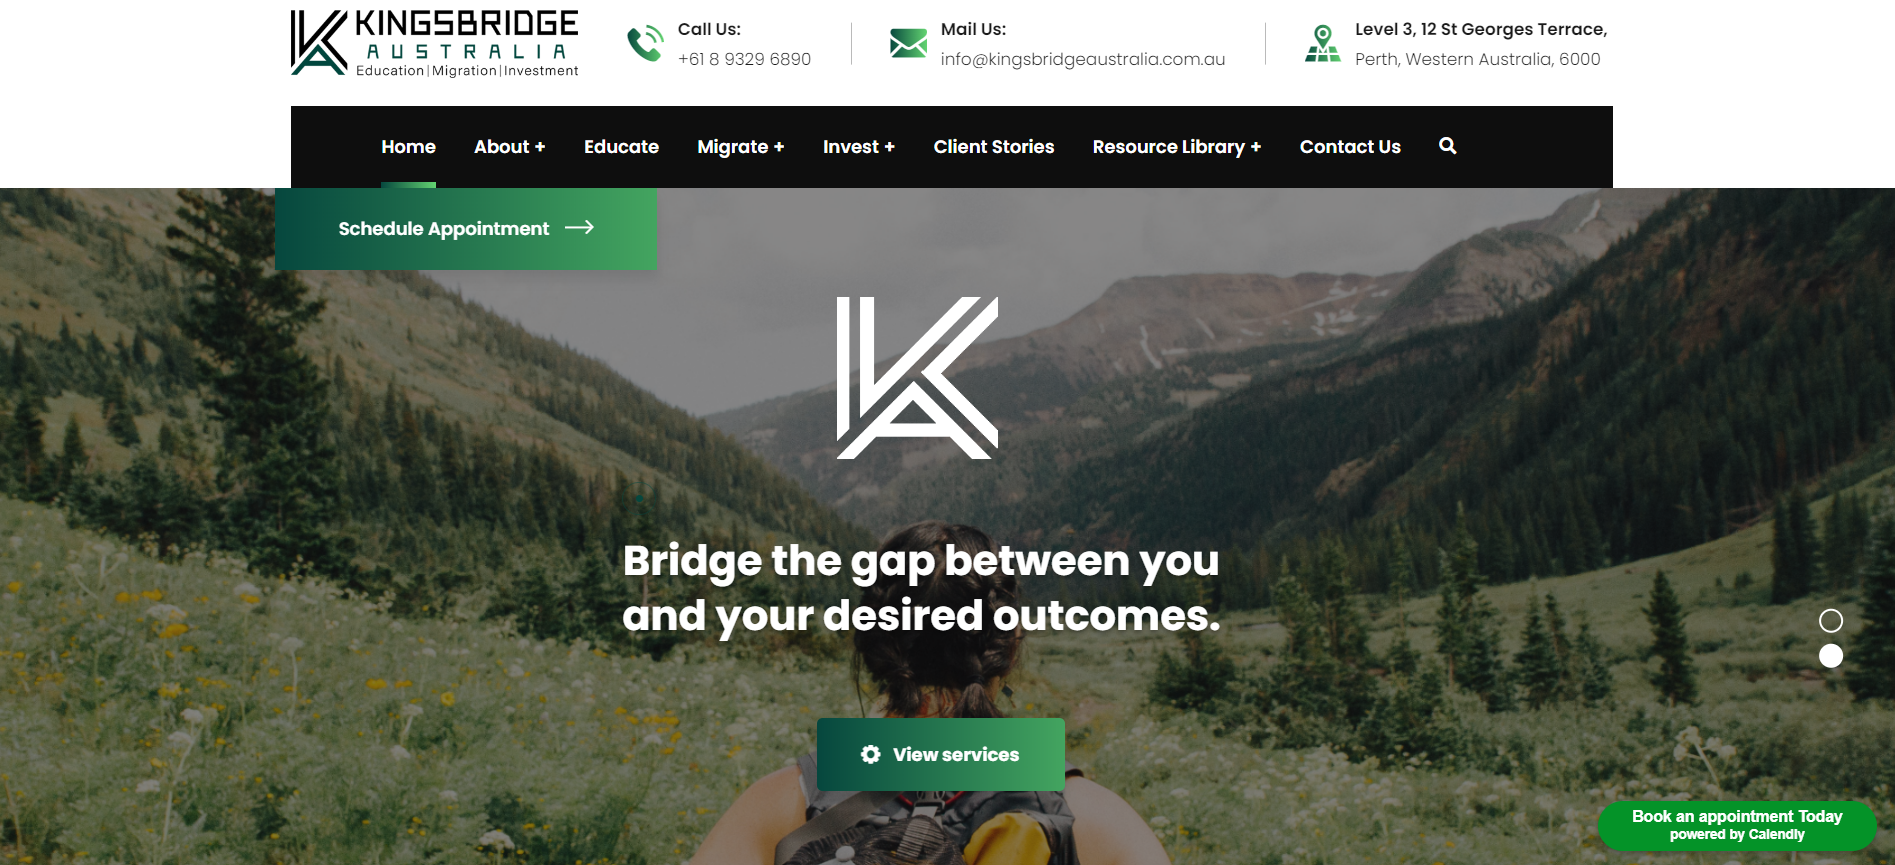 KINGSBRIDGE
AUSTRALIA
Education|Migration|Investment
Call Us:
+61 8 9329 6890
Mail Us:
info@kingsbridgeaustralia.com.au
Level 3, 12 St Georges Terrace,
Perth, Western Australia, 6000
Home About + Educate Migrate + Invest + Client Stories Resource Library + Contact Us
Schedule Appointment
Bridge the gap between you
and your desired outcomes.
View services
Book an appointment Today
powered by Calendly